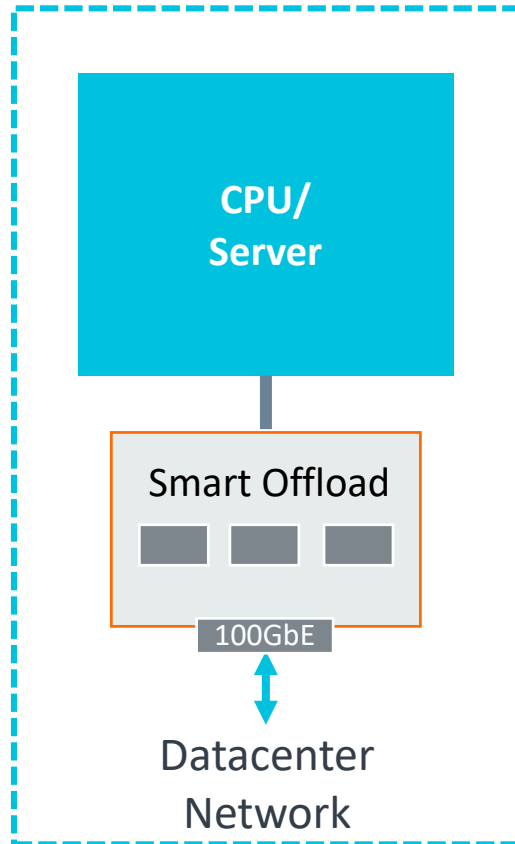 CPU/
Server
Smart Offload
100GbE
Datacenter
Network